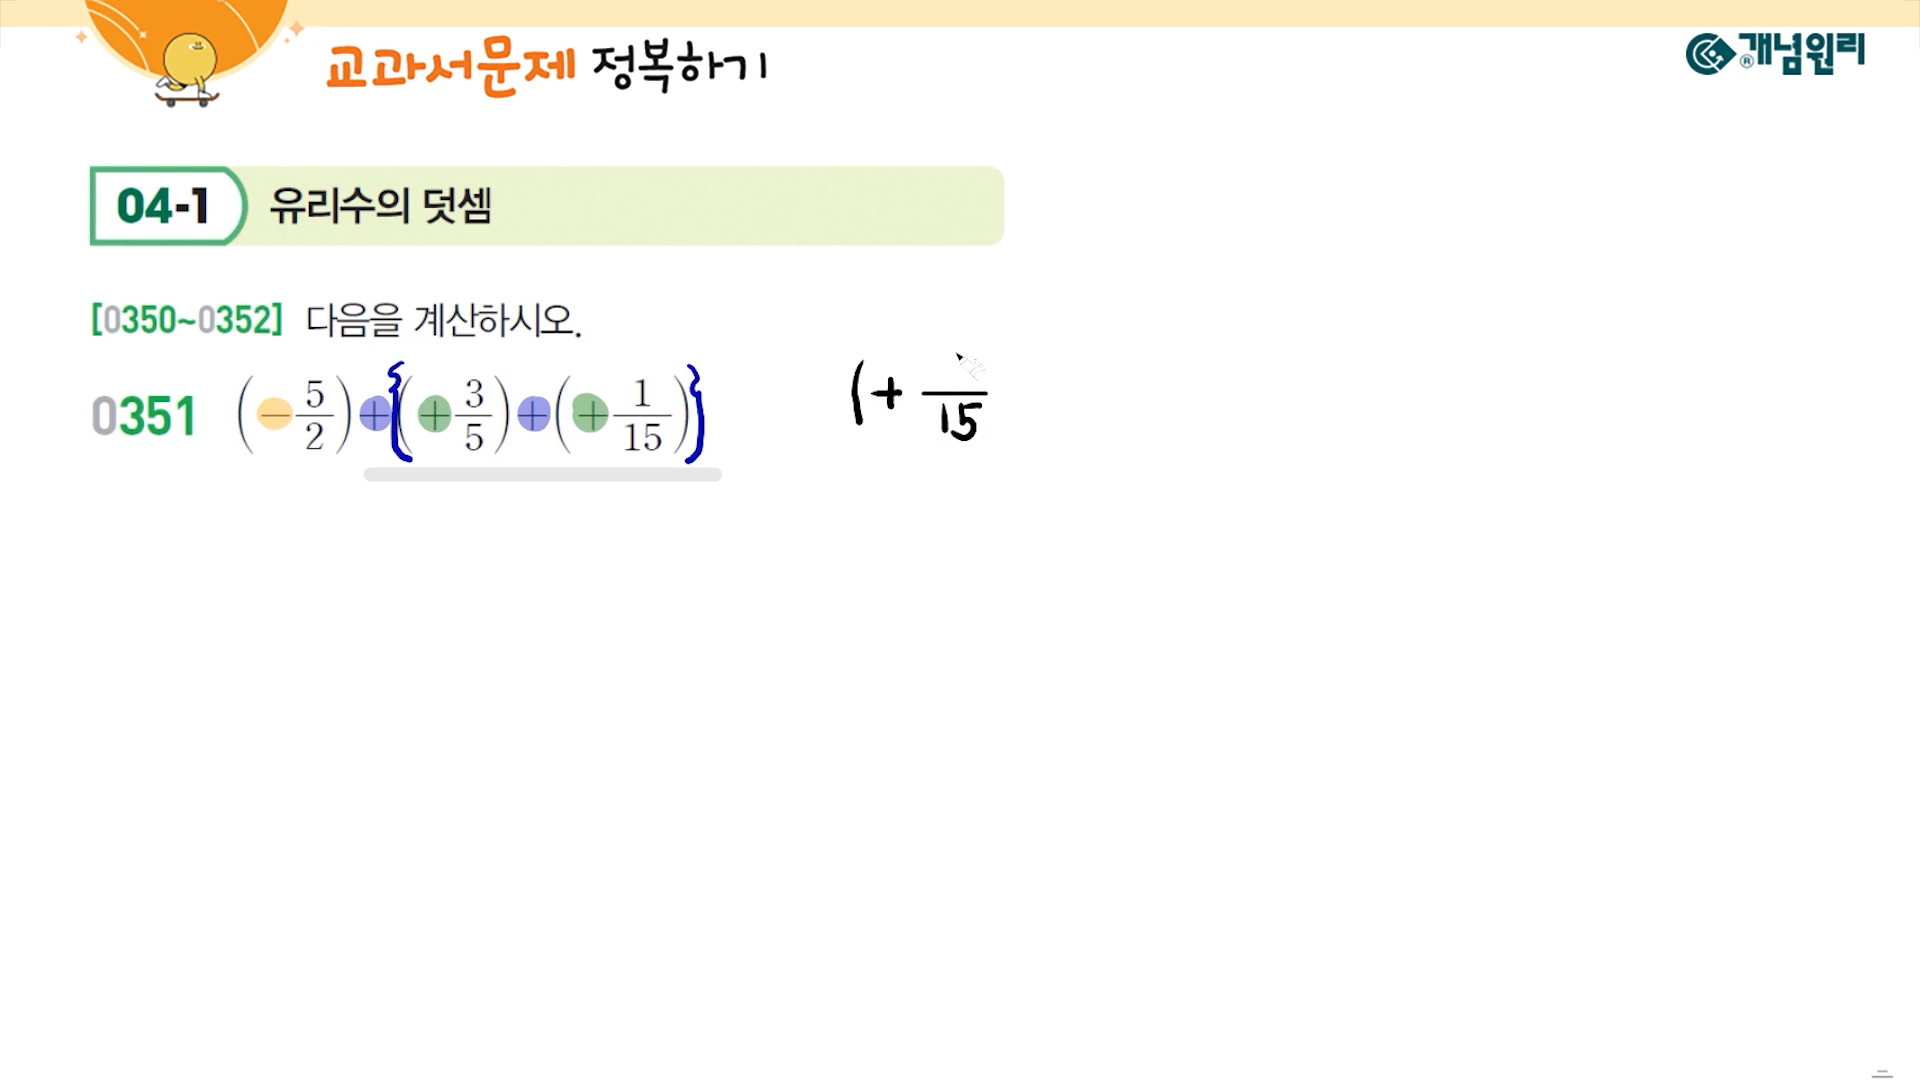 교과서문제 정복하기
개념원리
04-1 유리수의 덧셈
[0350~0352] 다음을 계산하시오.
0351 (-5/2)+{(+3/5)+(+1/15)} (+ /15